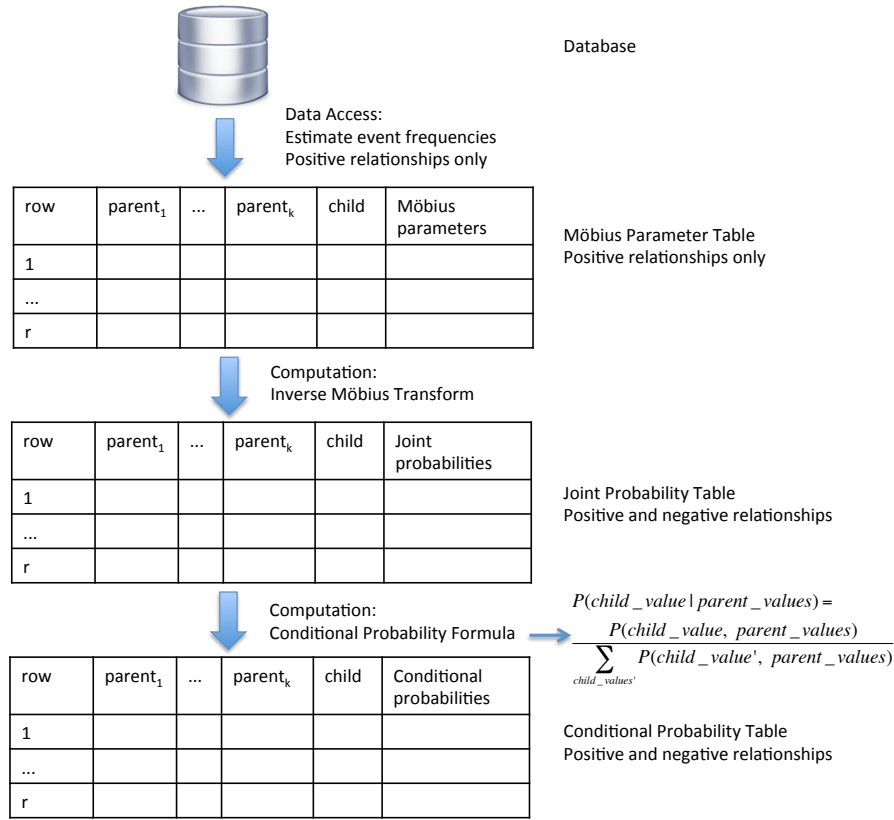 Database
Data Access:
Estimate event frequencies
Positive relationships only
row parent₁ ... parentₖ child Möbius
parameters
1
...
r
Möbius Parameter Table
Positive relationships only
Computation:
Inverse Möbius Transform
row parent₁ ... parentₖ child Joint
probabilities
1
...
r
Joint Probability Table
Positive and negative relationships
Computation:
Conditional Probability Formula
P(child_value | parent_values) =
P(child_value, parent_values)
∑ P(child_value', parent_values)
child_values'
row parent₁ ... parentₖ child Conditional
probabilities
1
...
r
Conditional Probability Table
Positive and negative relationships